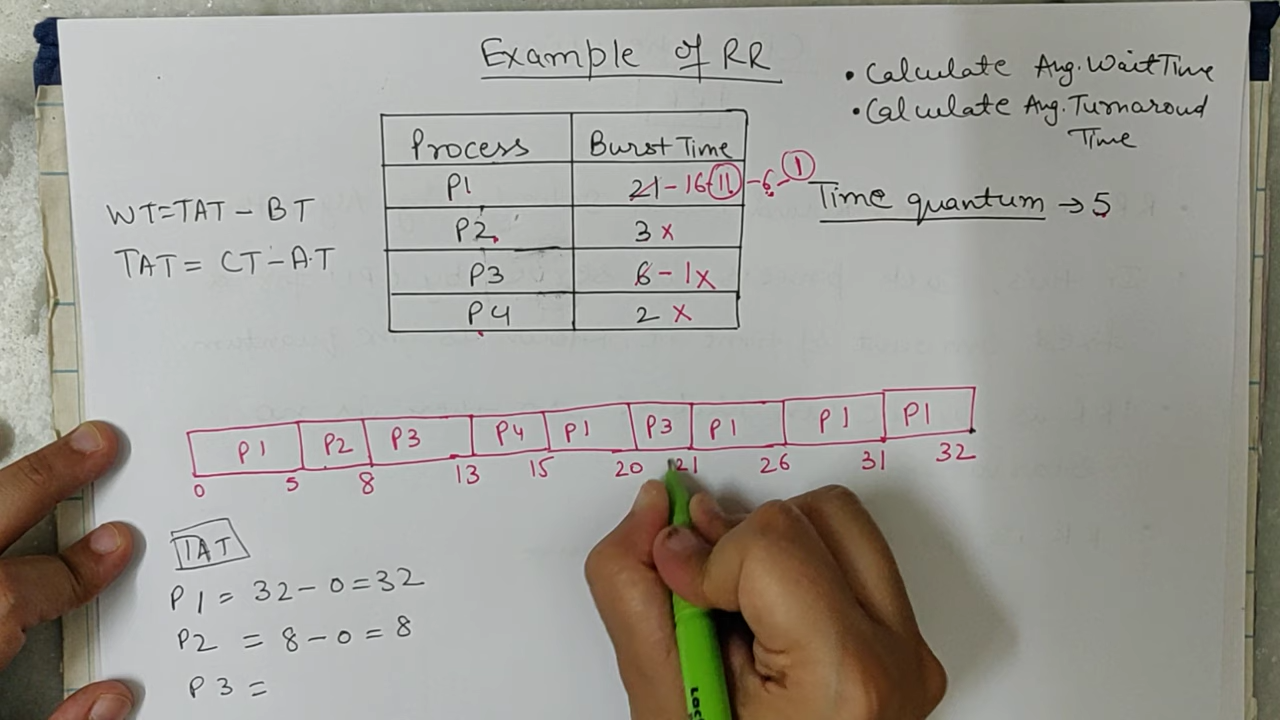 Example of RR
• Calculate Avg. Wait Time
• Calculate Avg. Turnaroud
Time
Process Burst Time
P1 21 - 16 - 11 - 6 - 1
P2 3 x
P3 6 - 1 x
P4 2 x
Time quantum → 5
WT = TAT - BT
TAT = CT - A.T
P1 P2 P3 P4 P1 P3 P1 P1 P1
0 5 8 13 15 20 21 26 31 32
TAT
P1 = 32 - 0 = 32
P2 = 8 - 0 = 8
P3 =